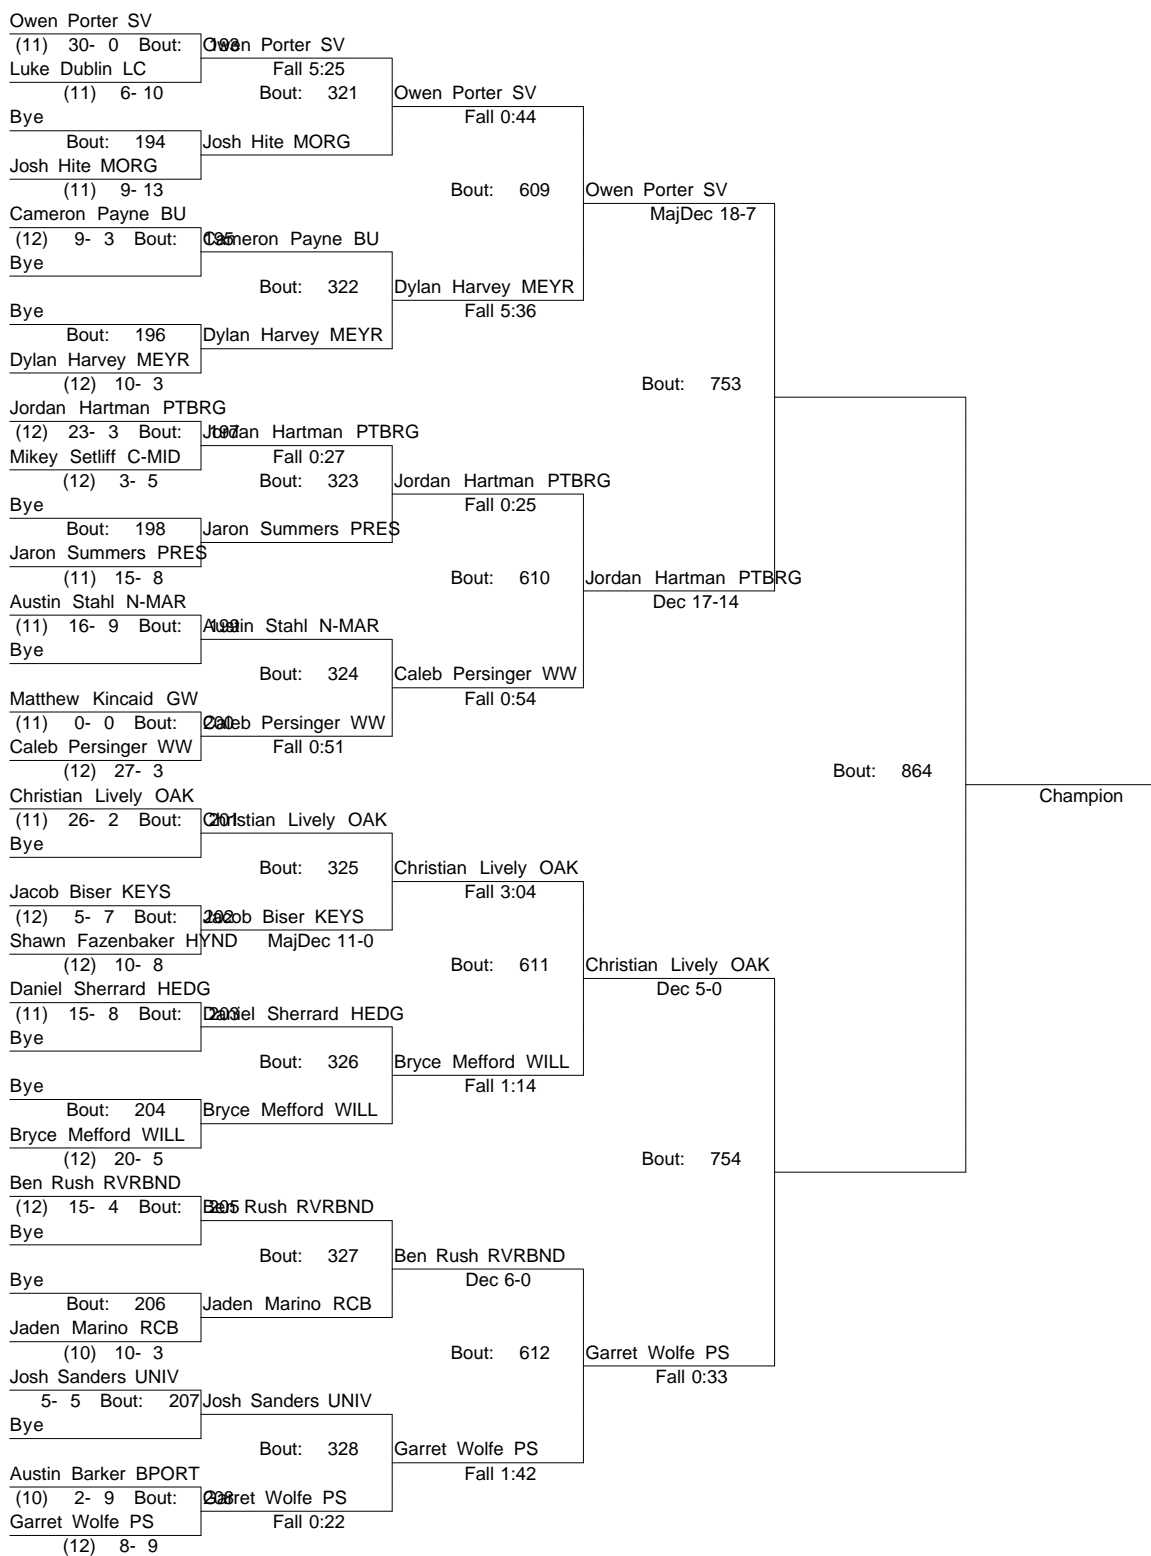 Owen Porter SV
(11) 30- 0 Bout: 193 Owen Porter SV
Luke Dublin LC Fall 5:25
(11) 6- 10 Bout: 321 Owen Porter SV
Bye Fall 0:44
Bout: 194 Josh Hite MORG
Josh Hite MORG
(11) 9- 13 Bout: 609 Owen Porter SV
Cameron Payne BU MajDec 18-7
(12) 9- 3 Bout: 195 Cameron Payne BU
Bye
Bout: 322 Dylan Harvey MEYR
Bye Fall 5:36
Bout: 196 Dylan Harvey MEYR
Dylan Harvey MEYR
(12) 10- 3 Bout: 753
Jordan Hartman PTBRG
(12) 23- 3 Bout: 197 Jordan Hartman PTBRG
Mikey Setliff C-MID Fall 0:27
(12) 3- 5 Bout: 323 Jordan Hartman PTBRG
Bye Fall 0:25
Bout: 198 Jaron Summers PRES
Jaron Summers PRES
(11) 15- 8 Bout: 610 Jordan Hartman PTBRG
Austin Stahl N-MAR Dec 17-14
(11) 16- 9 Bout: 199 Austin Stahl N-MAR
Bye
Bout: 324 Caleb Persinger WW
Matthew Kincaid GW Fall 0:54
(11) 0- 0 Bout: 200 Caleb Persinger WW
Caleb Persinger WW Fall 0:51
(12) 27- 3 Bout: 864
Christian Lively OAK Champion
(11) 26- 2 Bout: 201 Christian Lively OAK
Bye
Bout: 325 Christian Lively OAK
Jacob Biser KEYS Fall 3:04
(12) 5- 7 Bout: 202 Jacob Biser KEYS
Shawn Fazenbaker HYND MajDec 11-0
(12) 10- 8 Bout: 611 Christian Lively OAK
Daniel Sherrard HEDG Dec 5-0
(11) 15- 8 Bout: 203 Daniel Sherrard HEDG
Bye
Bout: 326 Bryce Mefford WILL
Bye Fall 1:14
Bout: 204 Bryce Mefford WILL
Bryce Mefford WILL
(12) 20- 5 Bout: 754
Ben Rush RVRBND
(12) 15- 4 Bout: 205 Ben Rush RVRBND
Bye
Bout: 327 Ben Rush RVRBND
Bye Dec 6-0
Bout: 206 Jaden Marino RCB
Jaden Marino RCB
(10) 10- 3 Bout: 612 Garret Wolfe PS
Josh Sanders UNIV Fall 0:33
5- 5 Bout: 207 Josh Sanders UNIV
Bye
Bout: 328 Garret Wolfe PS
Austin Barker BPORT Fall 1:42
(10) 2- 9 Bout: 208 Garret Wolfe PS
Garret Wolfe PS Fall 0:22
(12) 8- 9